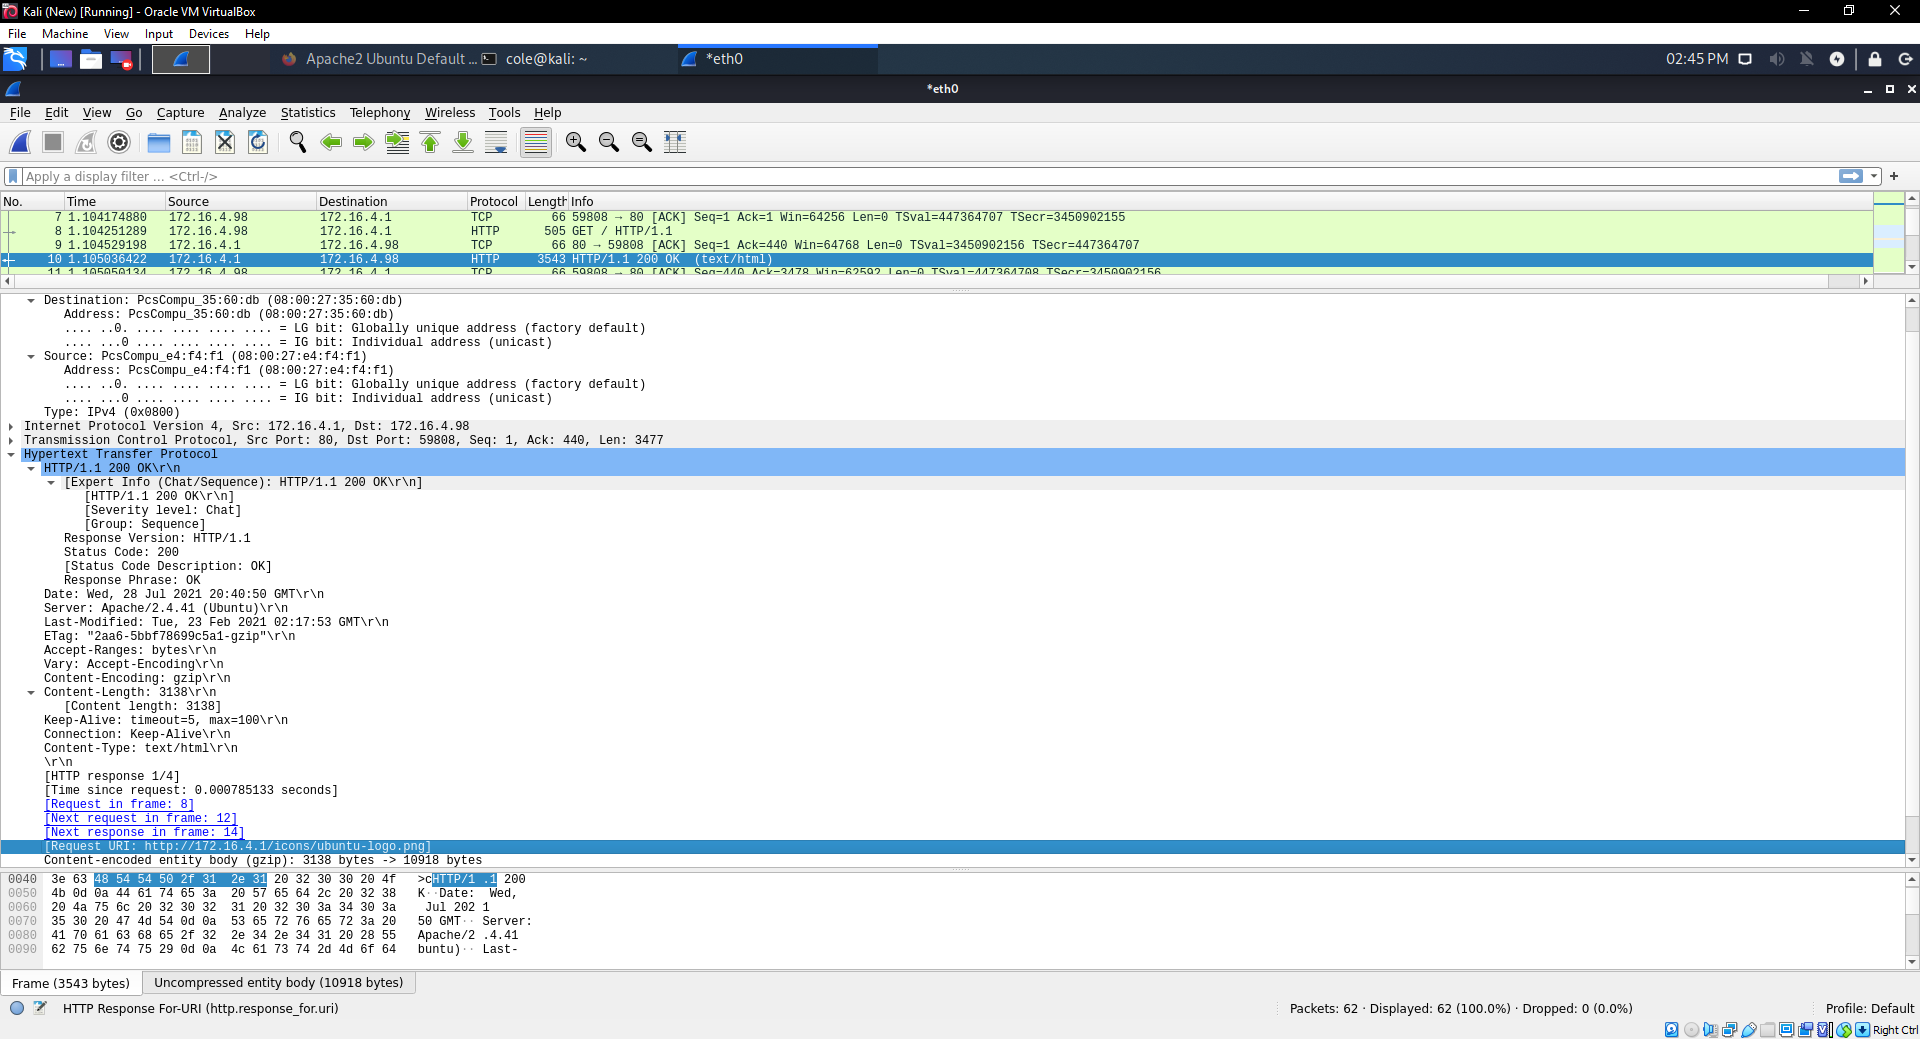 Kali (New) [Running] - Oracle VM VirtualBox
File Machine View Input Devices Help
Apache2 Ubuntu Default ... cole@kali: ~ *eth0 02:45 PM
*eth0
File Edit View Go Capture Analyze Statistics Telephony Wireless Tools Help
Apply a display filter ... <Ctrl-/>
No. Time Source Destination Protocol Length Info
7 1.104174880 172.16.4.98 172.16.4.1 TCP 66 59808 → 80 [ACK] Seq=1 Ack=1 Win=64256 Len=0 TSval=447364707 TSecr=3450902155
8 1.104251289 172.16.4.98 172.16.4.1 HTTP 505 GET / HTTP/1.1
9 1.104529198 172.16.4.1 172.16.4.98 TCP 66 80 → 59808 [ACK] Seq=1 Ack=440 Win=64768 Len=0 TSval=3450902156 TSecr=447364707
10 1.105036422 172.16.4.1 172.16.4.98 HTTP 3543 HTTP/1.1 200 OK (text/html)
11 1.105050134 172.16.4.98 172.16.4.1 TCP 66 59808 → 80 [ACK] Seq=440 Ack=3478 Win=62592 Len=0 TSval=447364708 TSecr=3450902156
Destination: PcsCompu_35:60:db (08:00:27:35:60:db)
Address: PcsCompu_35:60:db (08:00:27:35:60:db)
.... ..0. .... .... .... .... = LG bit: Globally unique address (factory default)
.... ...0 .... .... .... .... = IG bit: Individual address (unicast)
Source: PcsCompu_e4:f4:f1 (08:00:27:e4:f4:f1)
Address: PcsCompu_e4:f4:f1 (08:00:27:e4:f4:f1)
.... ..0. .... .... .... .... = LG bit: Globally unique address (factory default)
.... ...0 .... .... .... .... = IG bit: Individual address (unicast)
Type: IPv4 (0x0800)
Internet Protocol Version 4, Src: 172.16.4.1, Dst: 172.16.4.98
Transmission Control Protocol, Src Port: 80, Dst Port: 59808, Seq: 1, Ack: 440, Len: 3477
Hypertext Transfer Protocol
HTTP/1.1 200 OK\r\n
[Expert Info (Chat/Sequence): HTTP/1.1 200 OK\r\n]
[HTTP/1.1 200 OK\r\n]
[Severity level: Chat]
[Group: Sequence]
Response Version: HTTP/1.1
Status Code: 200
[Status Code Description: OK]
Response Phrase: OK
Date: Wed, 28 Jul 2021 20:40:50 GMT\r\n
Server: Apache/2.4.41 (Ubuntu)\r\n
Last-Modified: Tue, 23 Feb 2021 02:17:53 GMT\r\n
ETag: "2aa6-5bbf78699c5a1-gzip"\r\n
Accept-Ranges: bytes\r\n
Vary: Accept-Encoding\r\n
Content-Encoding: gzip\r\n
Content-Length: 3138\r\n
[Content length: 3138]
Keep-Alive: timeout=5, max=100\r\n
Connection: Keep-Alive\r\n
Content-Type: text/html\r\n
\r\n
[HTTP response 1/4]
[Time since request: 0.000785133 seconds]
[Request in frame: 8]
[Next request in frame: 12]
[Next response in frame: 14]
[Request URI: http://172.16.4.1/icons/ubuntu-logo.png]
Content-encoded entity body (gzip): 3138 bytes -> 10918 bytes
0040 3e 63 48 54 54 50 2f 31 2e 31 20 32 30 30 20 4f >cHTTP/1 .1 200
0050 4b 0d 0a 44 61 74 65 3a 20 57 65 64 2c 20 32 38 K··Date: Wed,
0060 20 4a 75 6c 20 32 30 32 31 20 32 30 3a 34 30 3a Jul 202 1
0070 35 30 20 47 4d 54 0d 0a 53 65 72 76 65 72 3a 20 50 GMT·· Server:
0080 41 70 61 63 68 65 2f 32 2e 34 2e 34 31 20 28 55 Apache/2 .4.41
0090 62 75 6e 74 75 29 0d 0a 4c 61 73 74 2d 4d 6f 64 buntu)·· Last-
Frame (3543 bytes) Uncompressed entity body (10918 bytes)
HTTP Response For-URI (http.response_for.uri) Packets: 62 · Displayed: 62 (100.0%) · Dropped: 0 (0.0%) Profile: Default
Right Ctrl